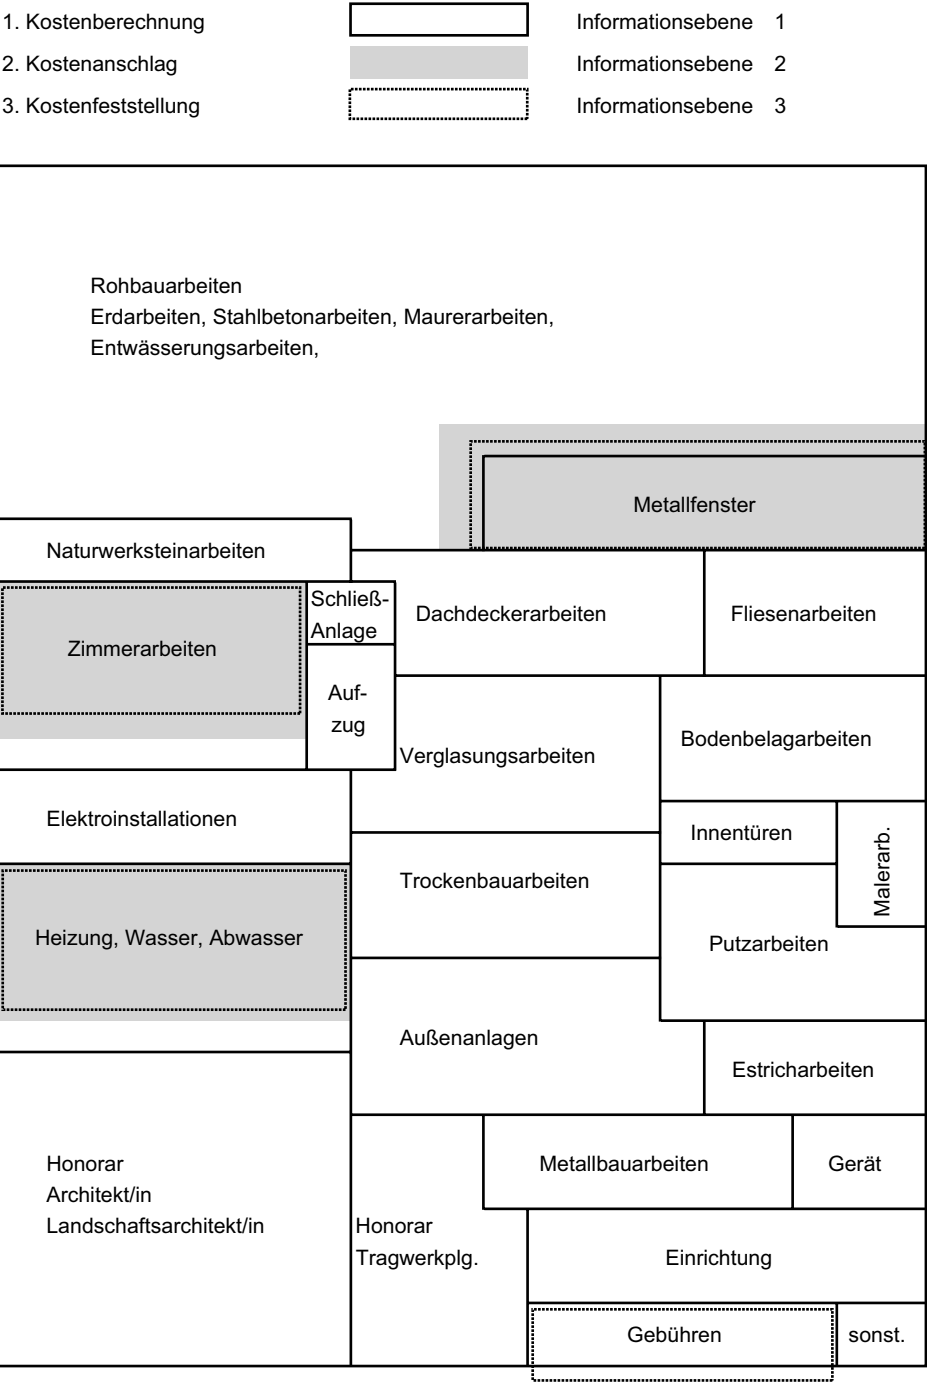 1. Kostenberechnung Informationsebene 1
2. Kostenanschlag Informationsebene 2
3. Kostenfeststellung Informationsebene 3
Rohbauarbeiten
Erdarbeiten, Stahlbetonarbeiten, Maurerarbeiten,
Entwässerungsarbeiten,
Metallfenster
Naturwerksteinarbeiten
Zimmerarbeiten
Schließ-
Anlage
Dachdeckerarbeiten
Fliesenarbeiten
Auf-
zug
Verglasungsarbeiten
Bodenbelagarbeiten
Elektroinstallationen
Innentüren
Malerarb.
Trockenbauarbeiten
Heizung, Wasser, Abwasser
Putzarbeiten
Außenanlagen
Estricharbeiten
Honorar
Architekt/in
Landschaftsarchitekt/in
Honorar
Tragwerkplg.
Metallbauarbeiten
Gerät
Einrichtung
Gebühren
sonst.